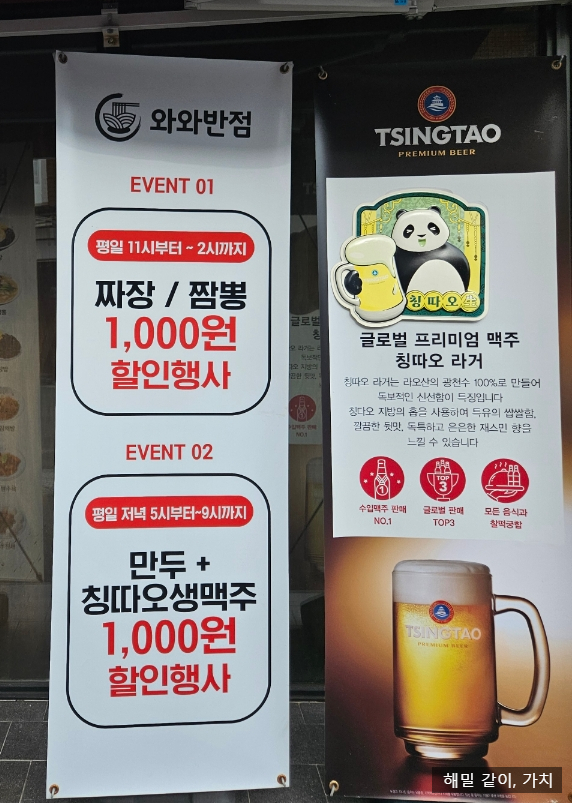 와와반점
EVENT 01
평일 11시부터 ~ 2시까지
짜장 / 짬뽕
1,000원
할인행사
EVENT 02
평일 저녁 5시부터~9시까지
만두 +
칭따오생맥주
1,000원
할인행사
TSINGTAO
PREMIUM BEER
칭따오生
글로벌 프리미엄 맥주
칭따오 라거
칭따오 라거는 라오산의 광천수 100%로 만들어
독보적인 신선함이 특징입니다
칭다오 지방의 홉을 사용하며 특유의 쌉쌀함,
깔끔한 뒷맛, 독특하고 은은한 재스민 향을
느낄 수 있습니다
수입맥주 판매
NO.1
TOP
3
글로벌 판매
TOP3
모든 음식과
찰떡궁합
TSINGTAO
PREMIUM BEER
해밀 같이, 가치